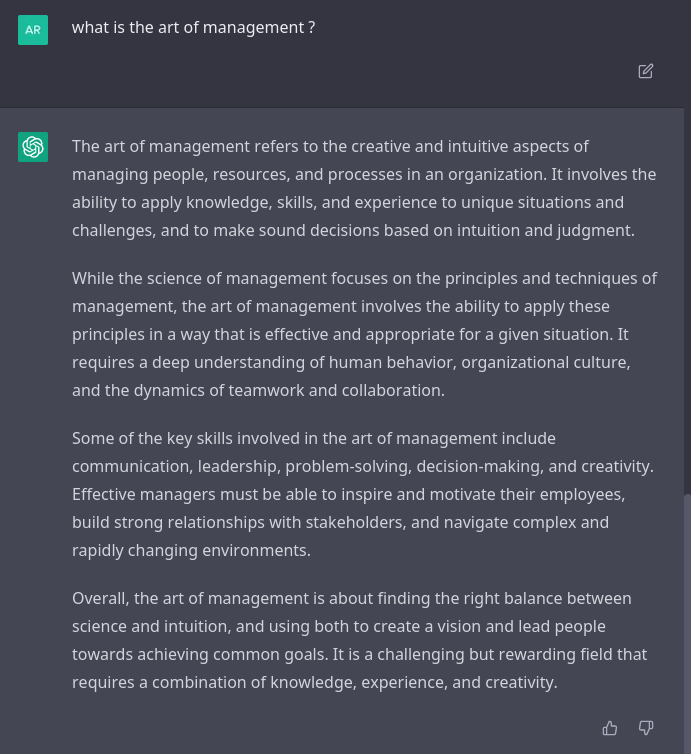 AR
what is the art of management ?
The art of management refers to the creative and intuitive aspects of
managing people, resources, and processes in an organization. It involves the
ability to apply knowledge, skills, and experience to unique situations and
challenges, and to make sound decisions based on intuition and judgment.
While the science of management focuses on the principles and techniques of
management, the art of management involves the ability to apply these
principles in a way that is effective and appropriate for a given situation. It
requires a deep understanding of human behavior, organizational culture,
and the dynamics of teamwork and collaboration.
Some of the key skills involved in the art of management include
communication, leadership, problem-solving, decision-making, and creativity.
Effective managers must be able to inspire and motivate their employees,
build strong relationships with stakeholders, and navigate complex and
rapidly changing environments.
Overall, the art of management is about finding the right balance between
science and intuition, and using both to create a vision and lead people
towards achieving common goals. It is a challenging but rewarding field that
requires a combination of knowledge, experience, and creativity.